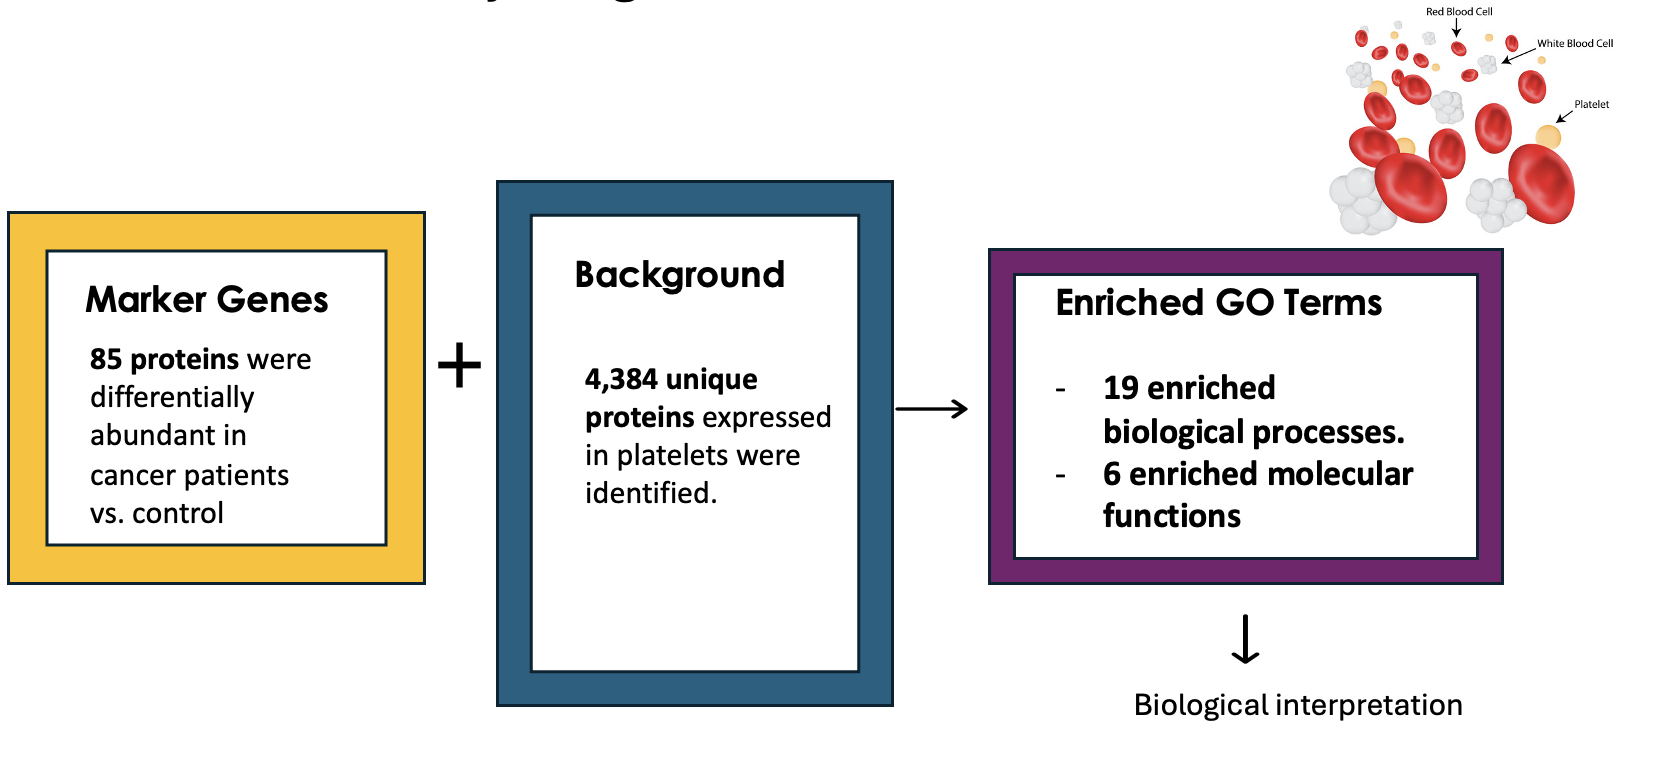 Red Blood Cell
White Blood Cell
Platelet
Marker Genes
85 proteins were
differentially
abundant in
cancer patients
vs. control
+
Background
4,384 unique
proteins expressed
in platelets were
identified.
Enriched GO Terms
- 19 enriched
biological processes.
- 6 enriched molecular
functions
Biological interpretation